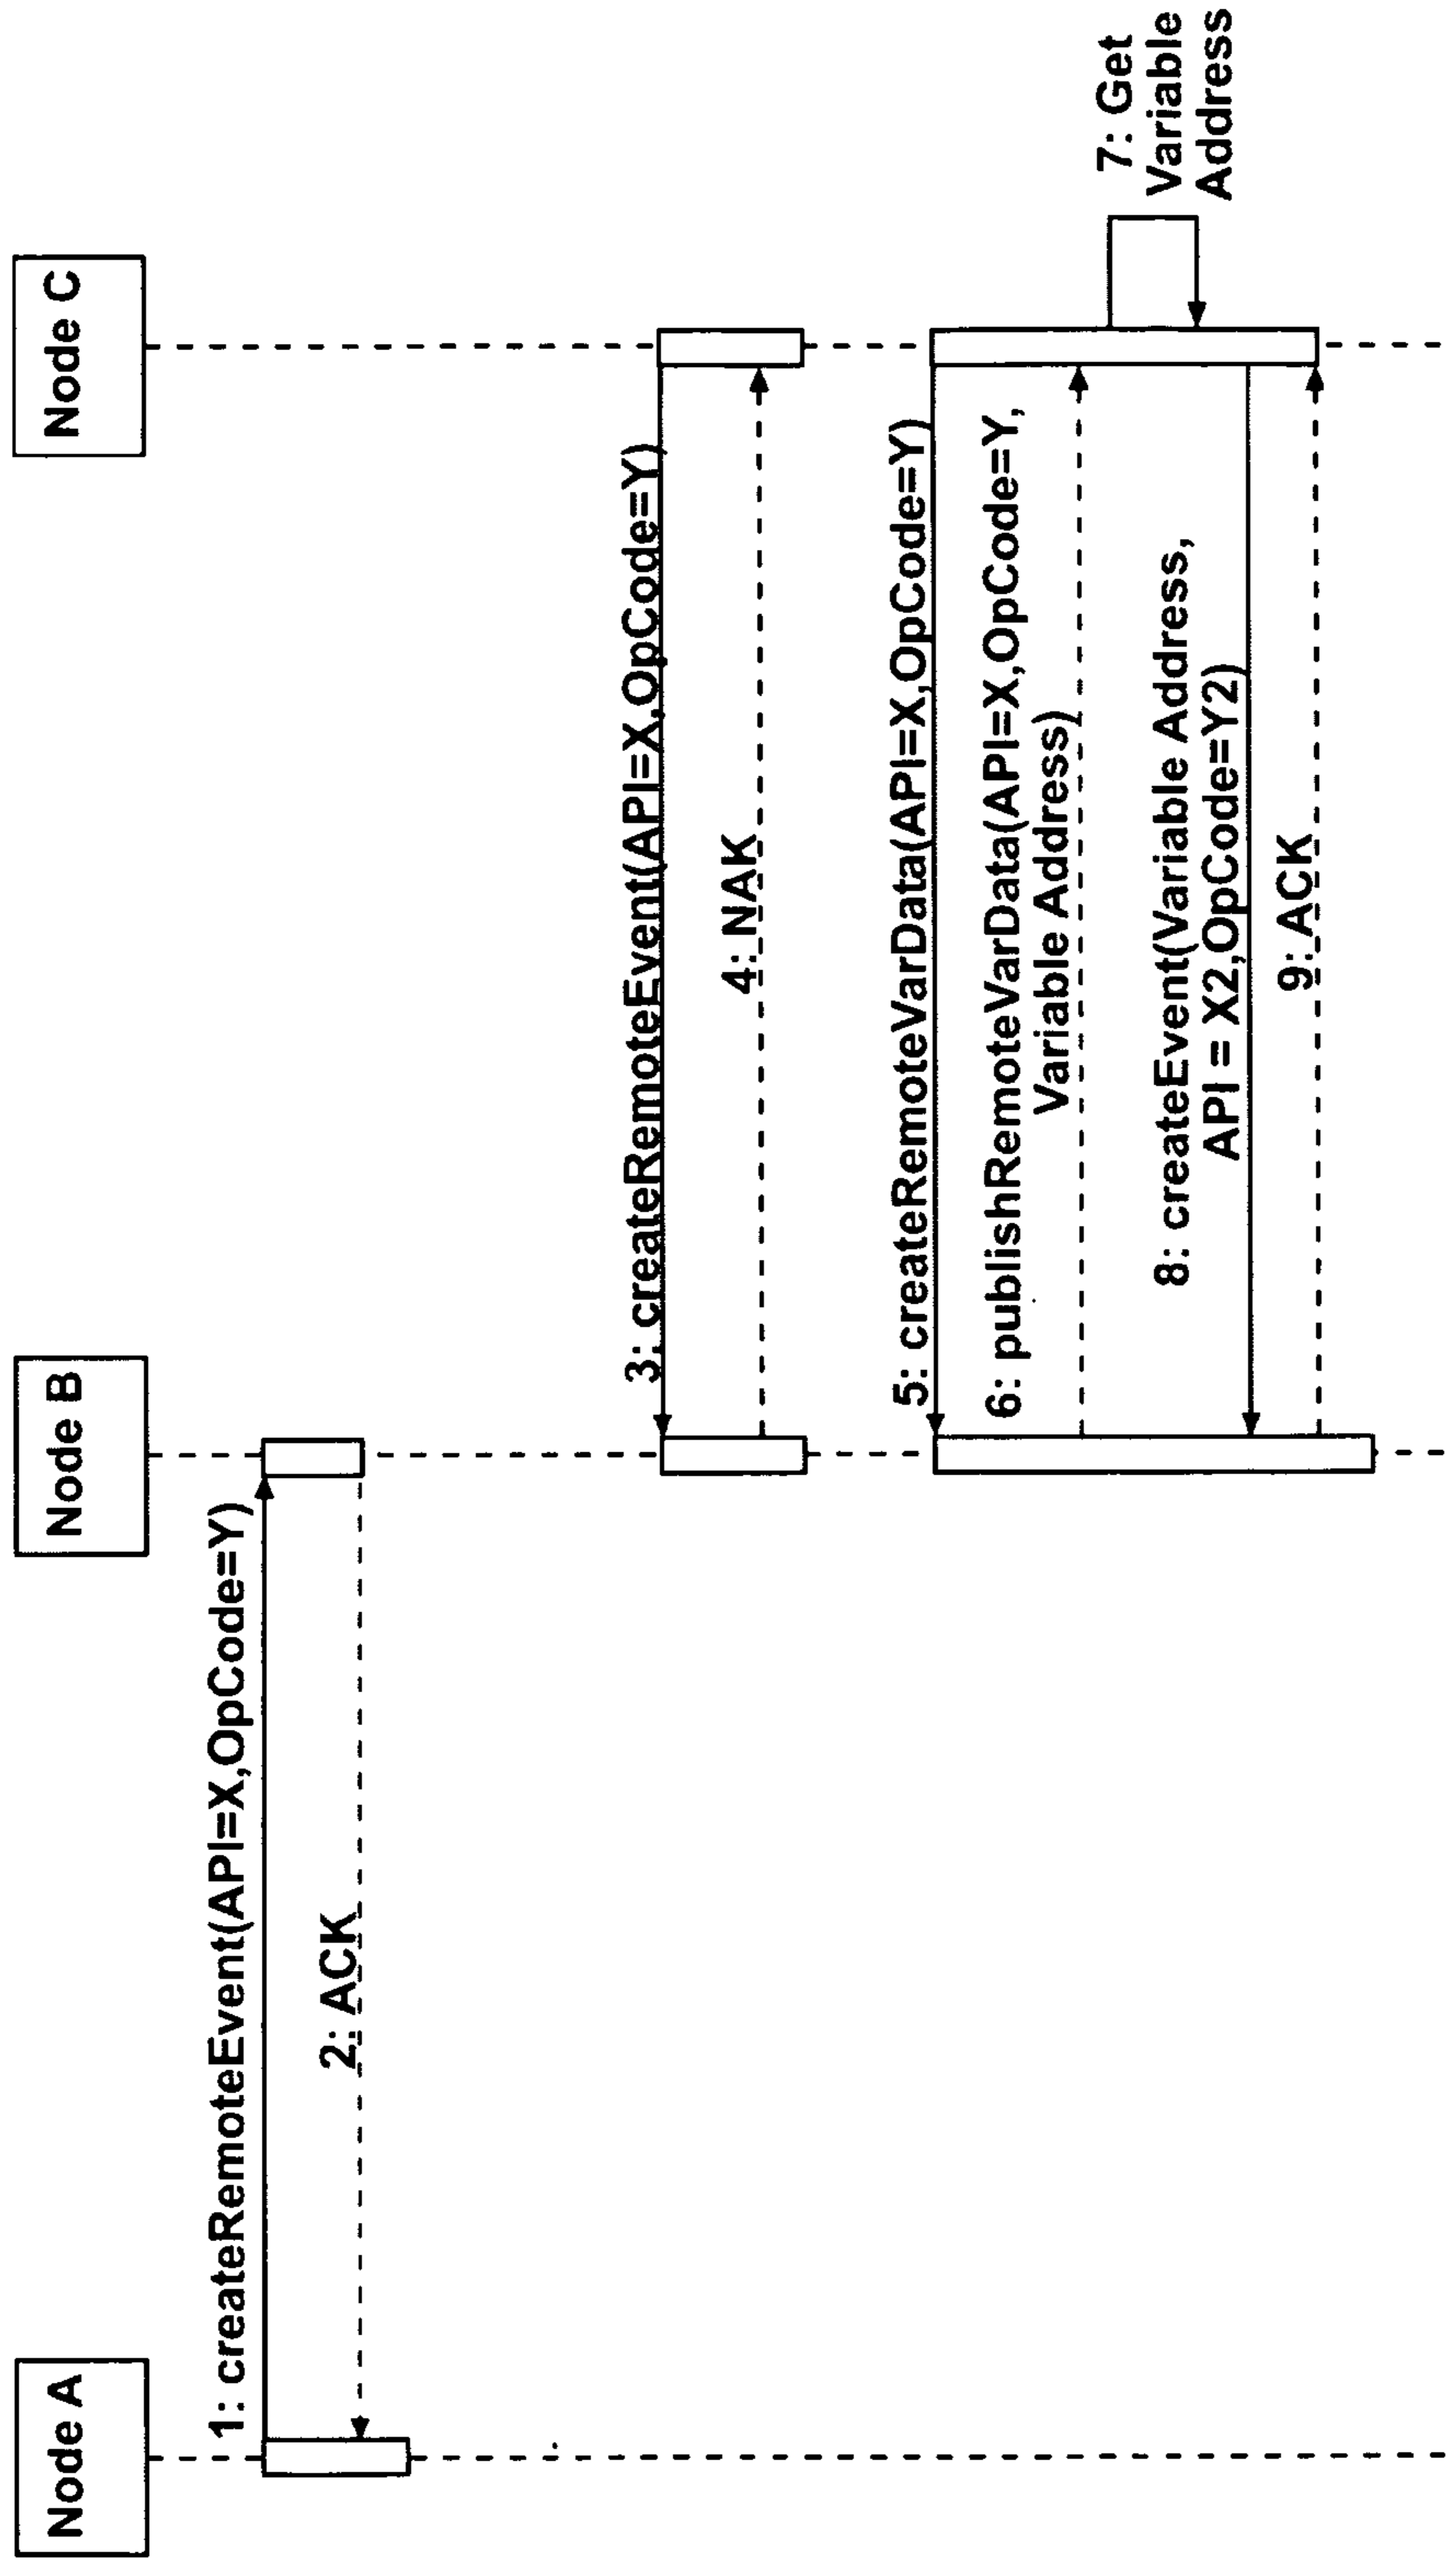 Node A
Node B
Node C
1: createRemoteEvent(API=X,OpCode=Y)
2: ACK
3: createRemoteEvent(API=X,OpCode=Y)
4: NAK
5: createRemoteVarData(API=X,OpCode=Y)
6: publishRemoteVarData(API=X,OpCode=Y,
Variable Address)
7: Get
Variable
Address
8: createEvent(Variable Address,
API = X2,OpCode=Y2)
9: ACK